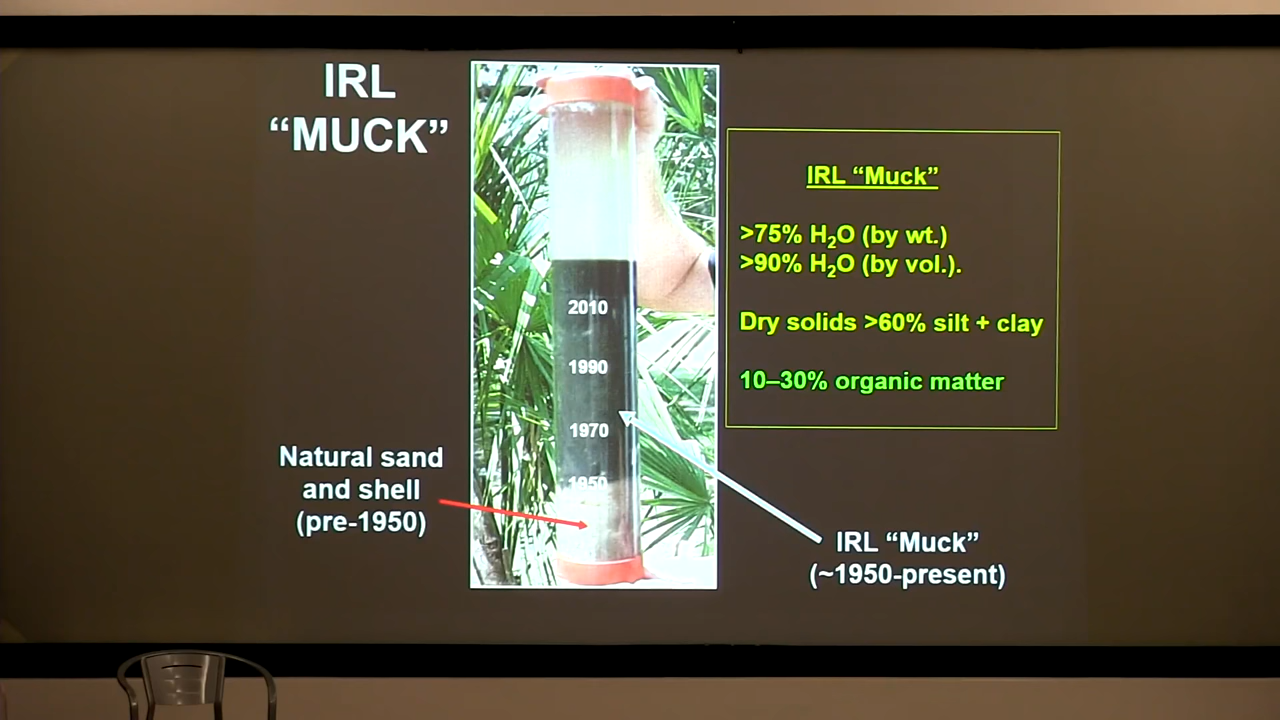 IRL
“MUCK”
IRL “Muck”
>75% H₂O (by wt.)
>90% H₂O (by vol.).
Dry solids >60% silt + clay
10–30% organic matter
2010
1990
1970
1950
Natural sand
and shell
(pre-1950)
IRL “Muck”
(~1950-present)